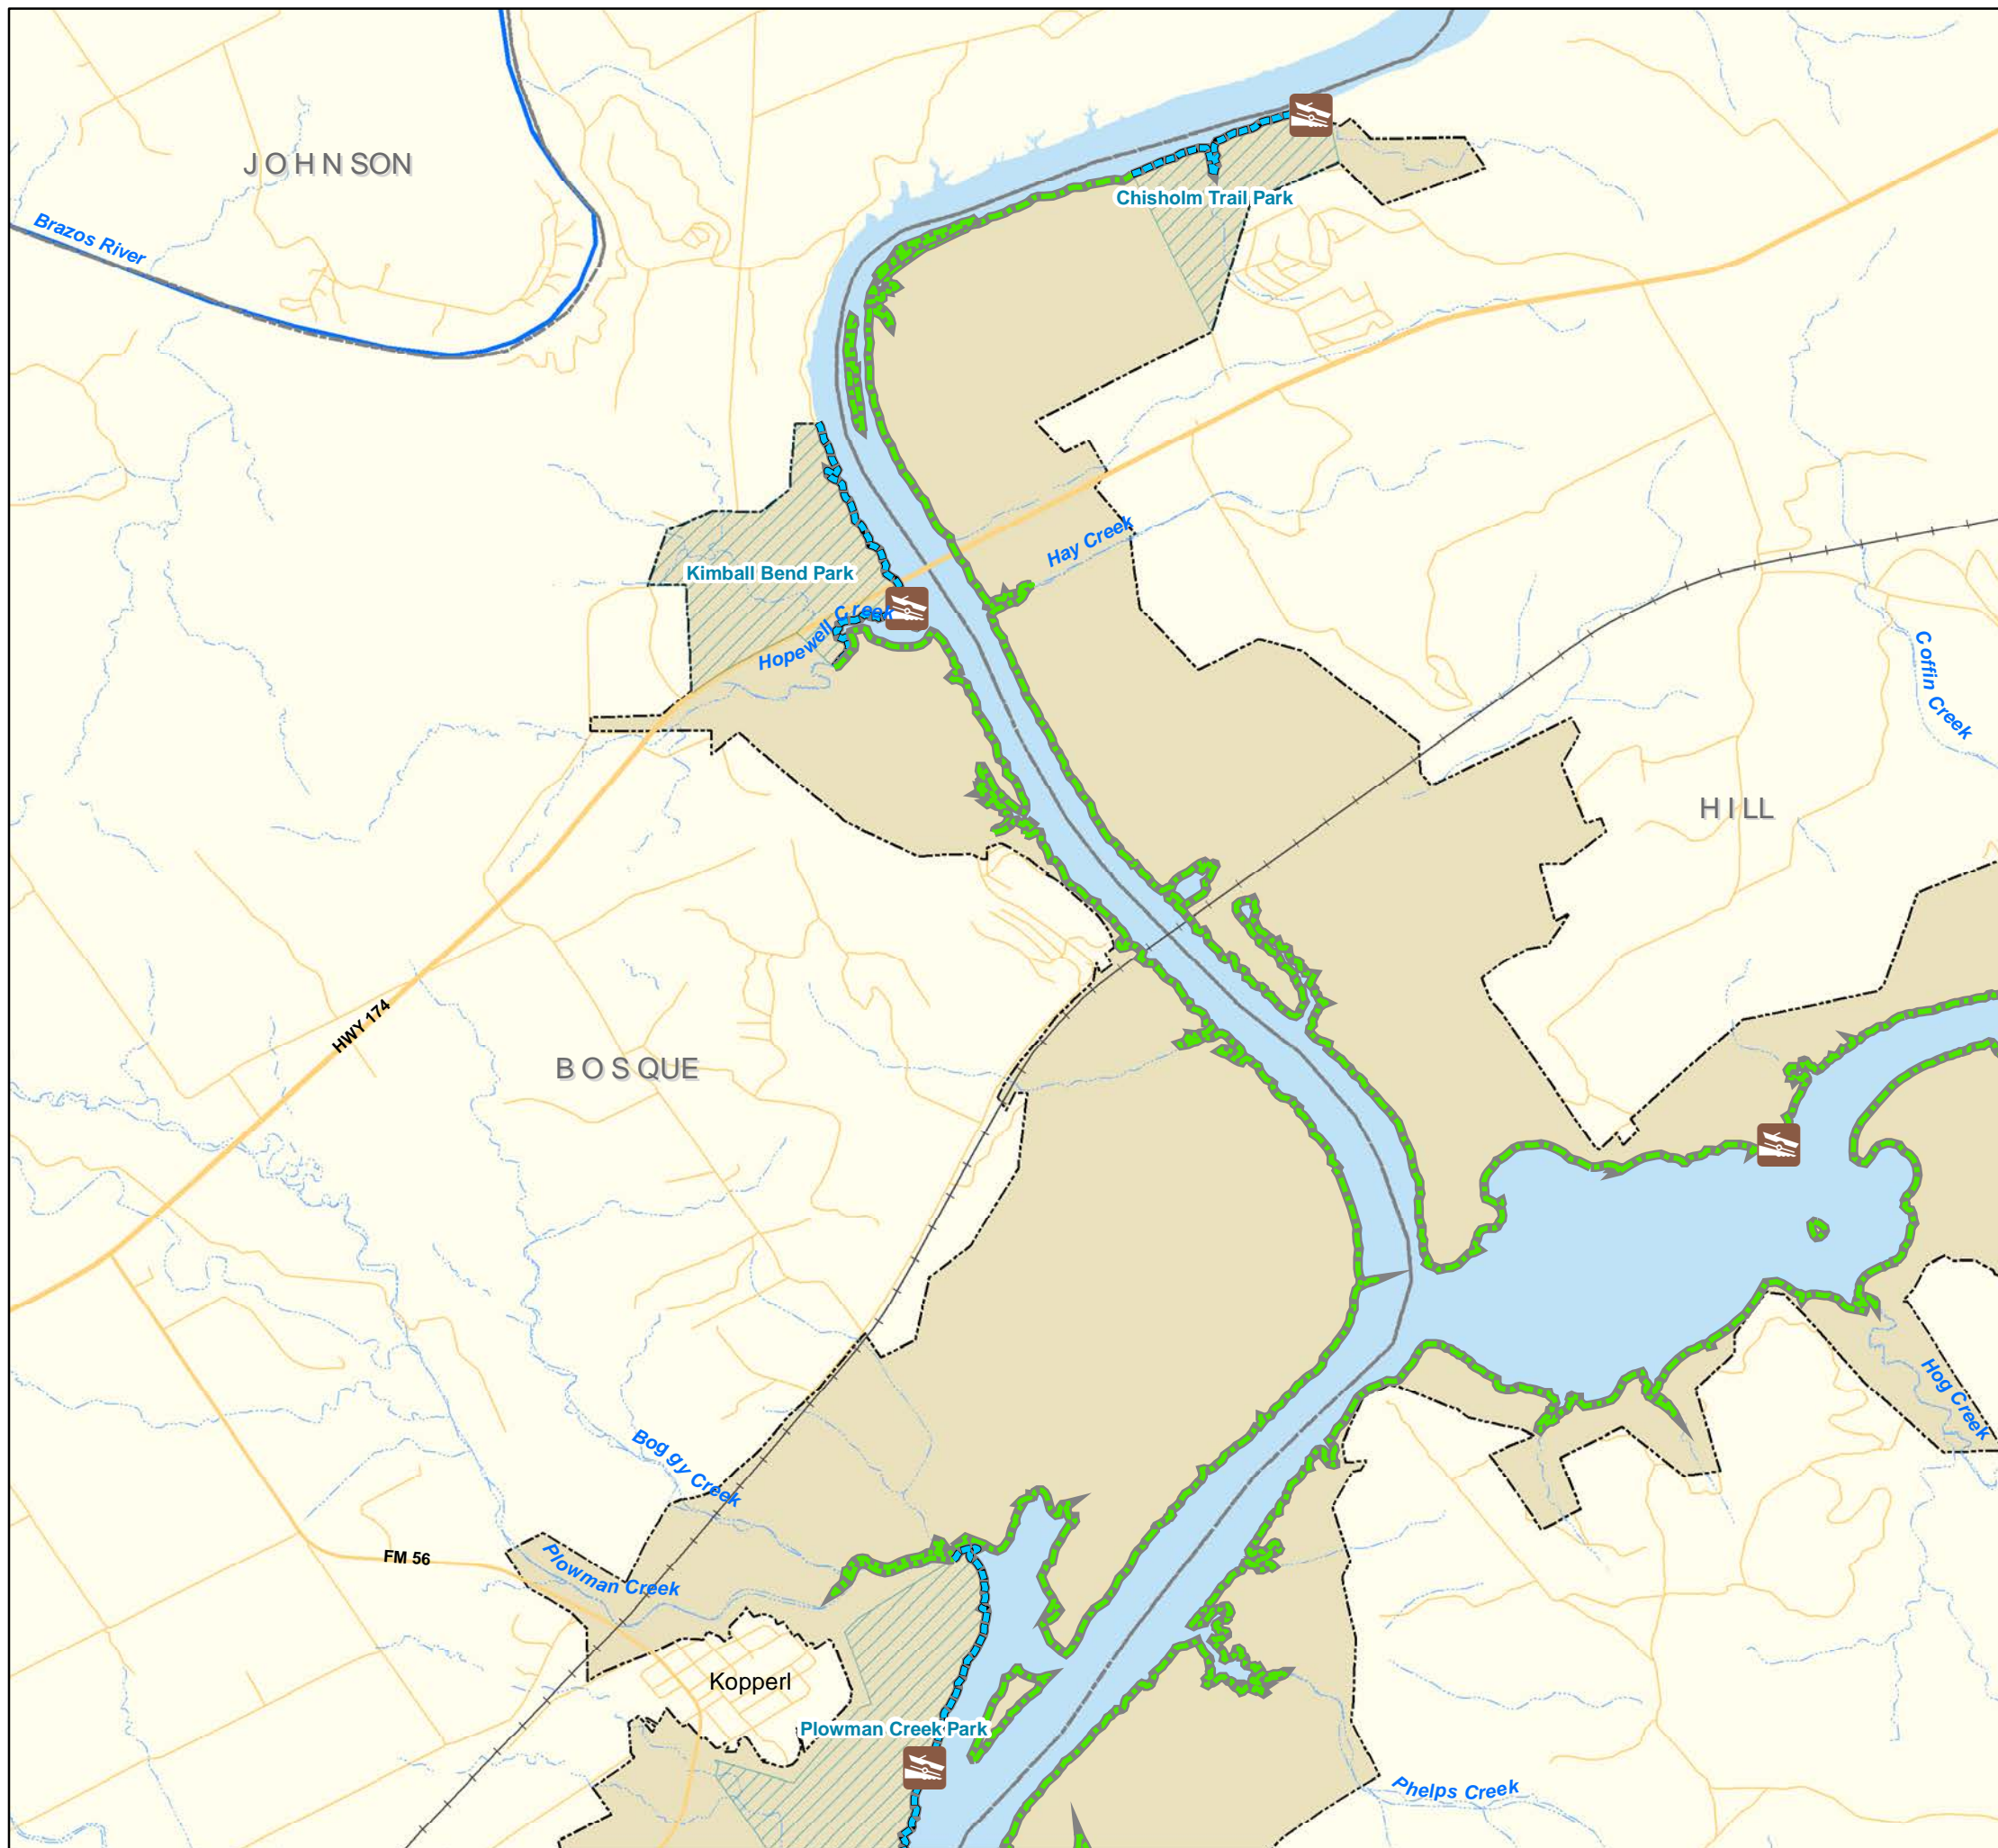 JOHNSON
Brazos River
Chisholm Trail Park
Hay Creek
Kimball Bend Park
Hopewell Creek
Coffin Creek
HILL
HWY 174
BOSQUE
Hog Creek
Boggy Creek
FM 56
Plowman Creek
Kopperl
Plowman Creek Park
Phelps Creek